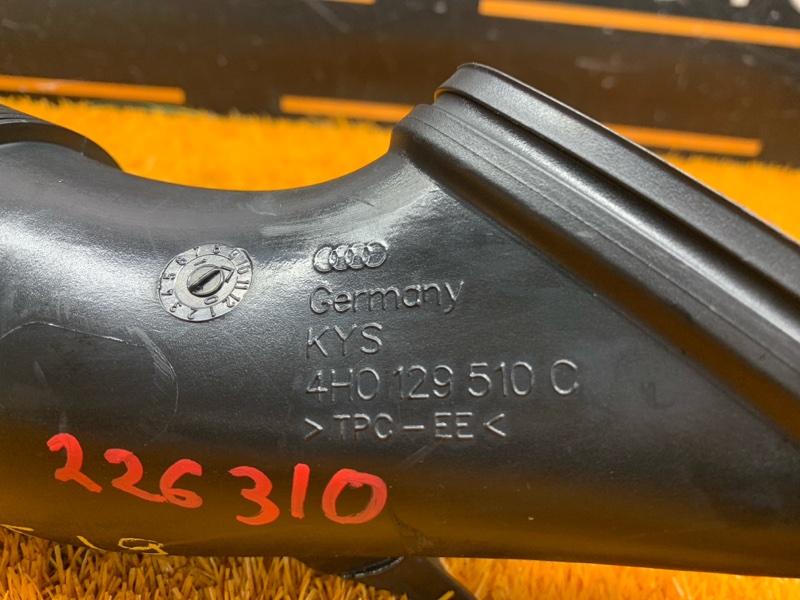 Germany
KYS
4H0 129 510 C
>TPC-EE<
226310